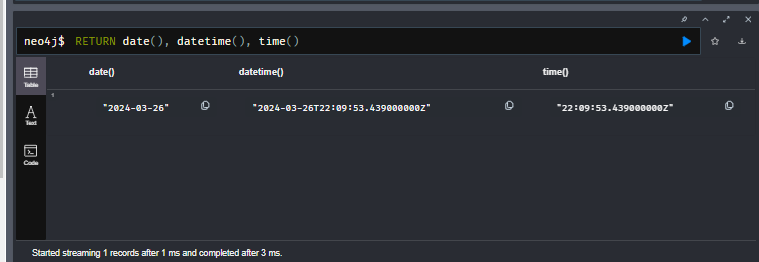 neo4j$ RETURN date(), datetime(), time()
Table
Text
Code
date() datetime() time()
1
"2024-03-26" "2024-03-26T22:09:53.439000000Z" "22:09:53.439000000Z"
Started streaming 1 records after 1 ms and completed after 3 ms.